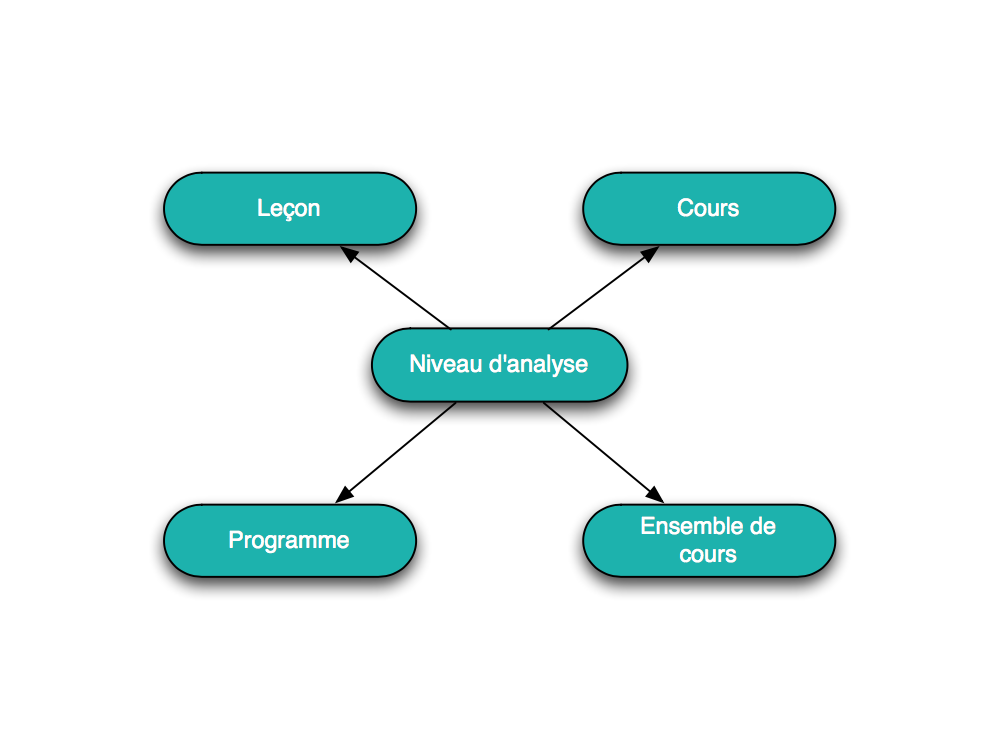 Leçon
Cours
Niveau d'analyse
Programme
Ensemble de
cours